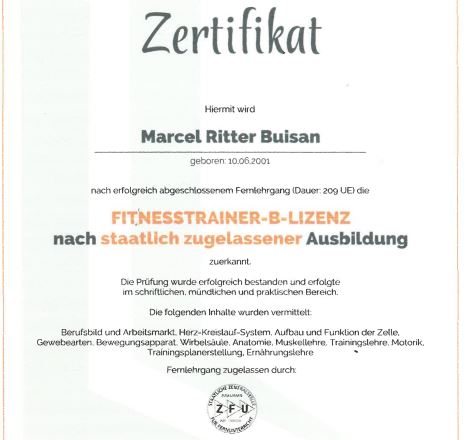 Zertifikat
Hiermit wird
Marcel Ritter Buisan
geboren: 10.06.2001
nach erfolgreich abgeschlossenem Fernlehrgang (Dauer: 209 UE) die
FITNESSTRAINER-B-LIZENZ
nach staatlich zugelassener Ausbildung
zuerkannt.
Die Prüfung wurde erfolgreich bestanden und erfolgte
im schriftlichen, mündlichen und praktischen Bereich.
Die folgenden Inhalte wurden vermittelt:
Berufsbild und Arbeitsmarkt, Herz-Kreislauf-System, Aufbau und Funktion der Zelle,
Gewebearten, Bewegungsapparat, Wirbelsäule, Anatomie, Muskellehre, Trainingslehre, Motorik,
Trainingsplanerstellung, Ernährungslehre
Fernlehrgang zugelassen durch:
STAATLICHE ZENTRALSTELLE
ZFU
FÜR FERNUNTERRICHT